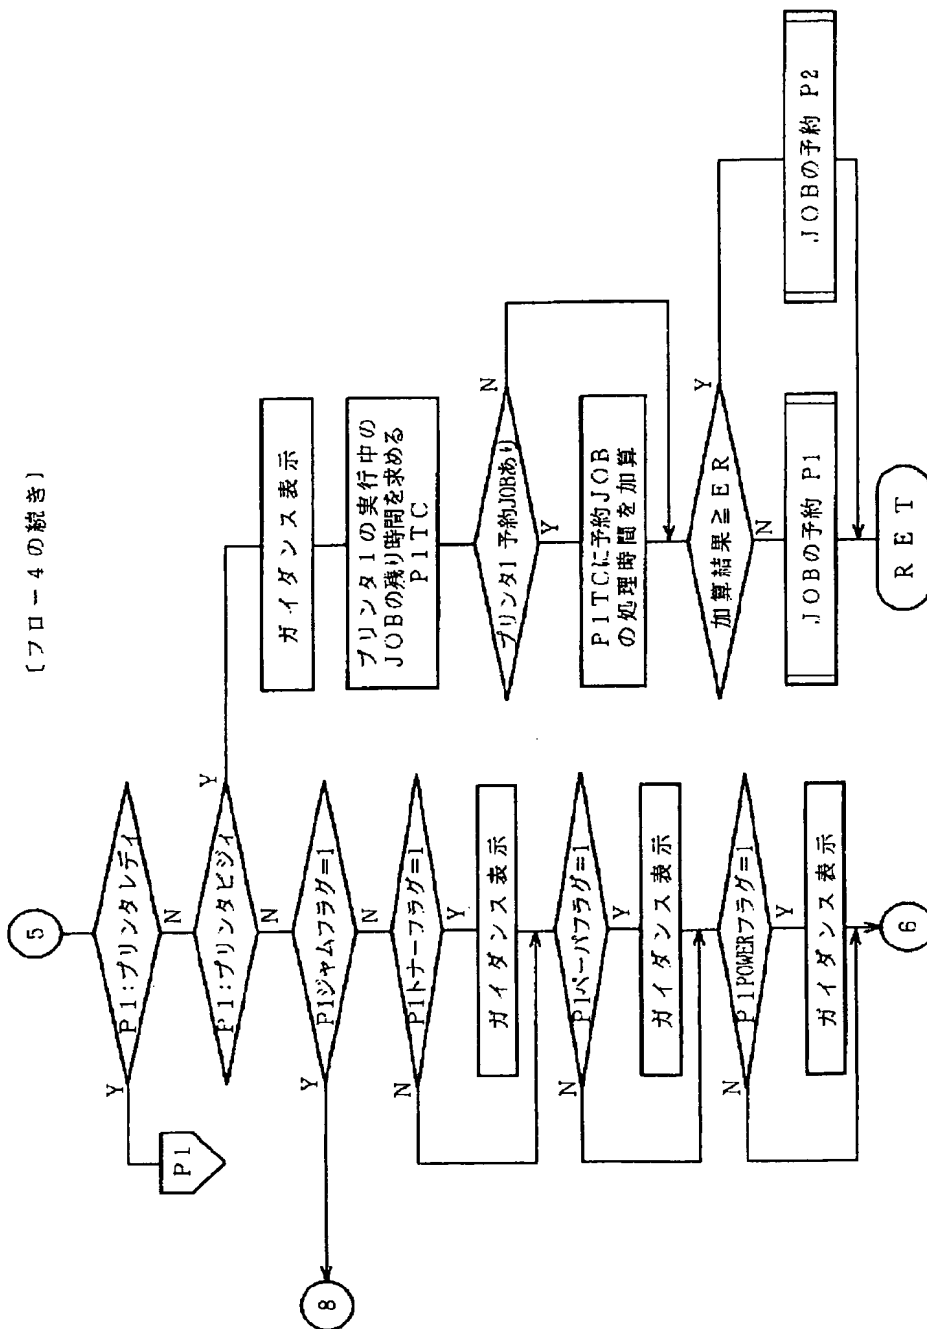 〔フロー4の続き〕
5
P1:プリンタレディ
Y
N
P1
P1:プリンタビジィ
Y
N
P1ジャムフラグ=1
Y
N
8
P1トナーフラグ=1
N
Y
ガイダンス表示
P1ペーパフラグ=1
N
Y
ガイダンス表示
P1POWERフラグ=1
N
Y
ガイダンス表示
6
ガイダンス表示
プリンタ1の実行中の
JOBの残り時間を求める
P1TC
プリンタ1予約JOBあり
N
Y
P1TCに予約JOB
の処理時間を加算
加算結果≧ER
Y
N
JOBの予約 P1
JOBの予約 P2
RET